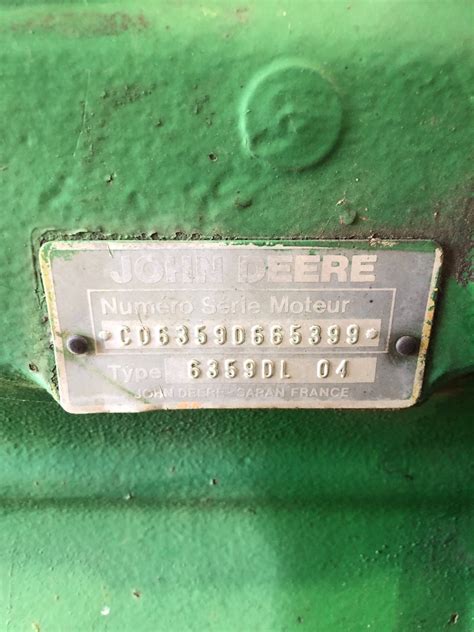 JOHN DEERE
Numéro Série Moteur
*CD6359D665399*
Type 6359DL 04
JOHN DEERE-SARAN FRANCE